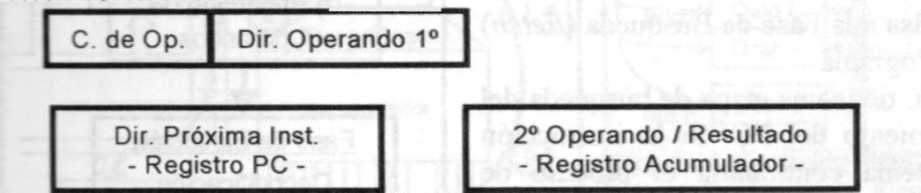 C. de Op. Dir. Operando 1º
Dir. Próxima Inst.
- Registro PC -
2º Operando / Resultado
- Registro Acumulador -